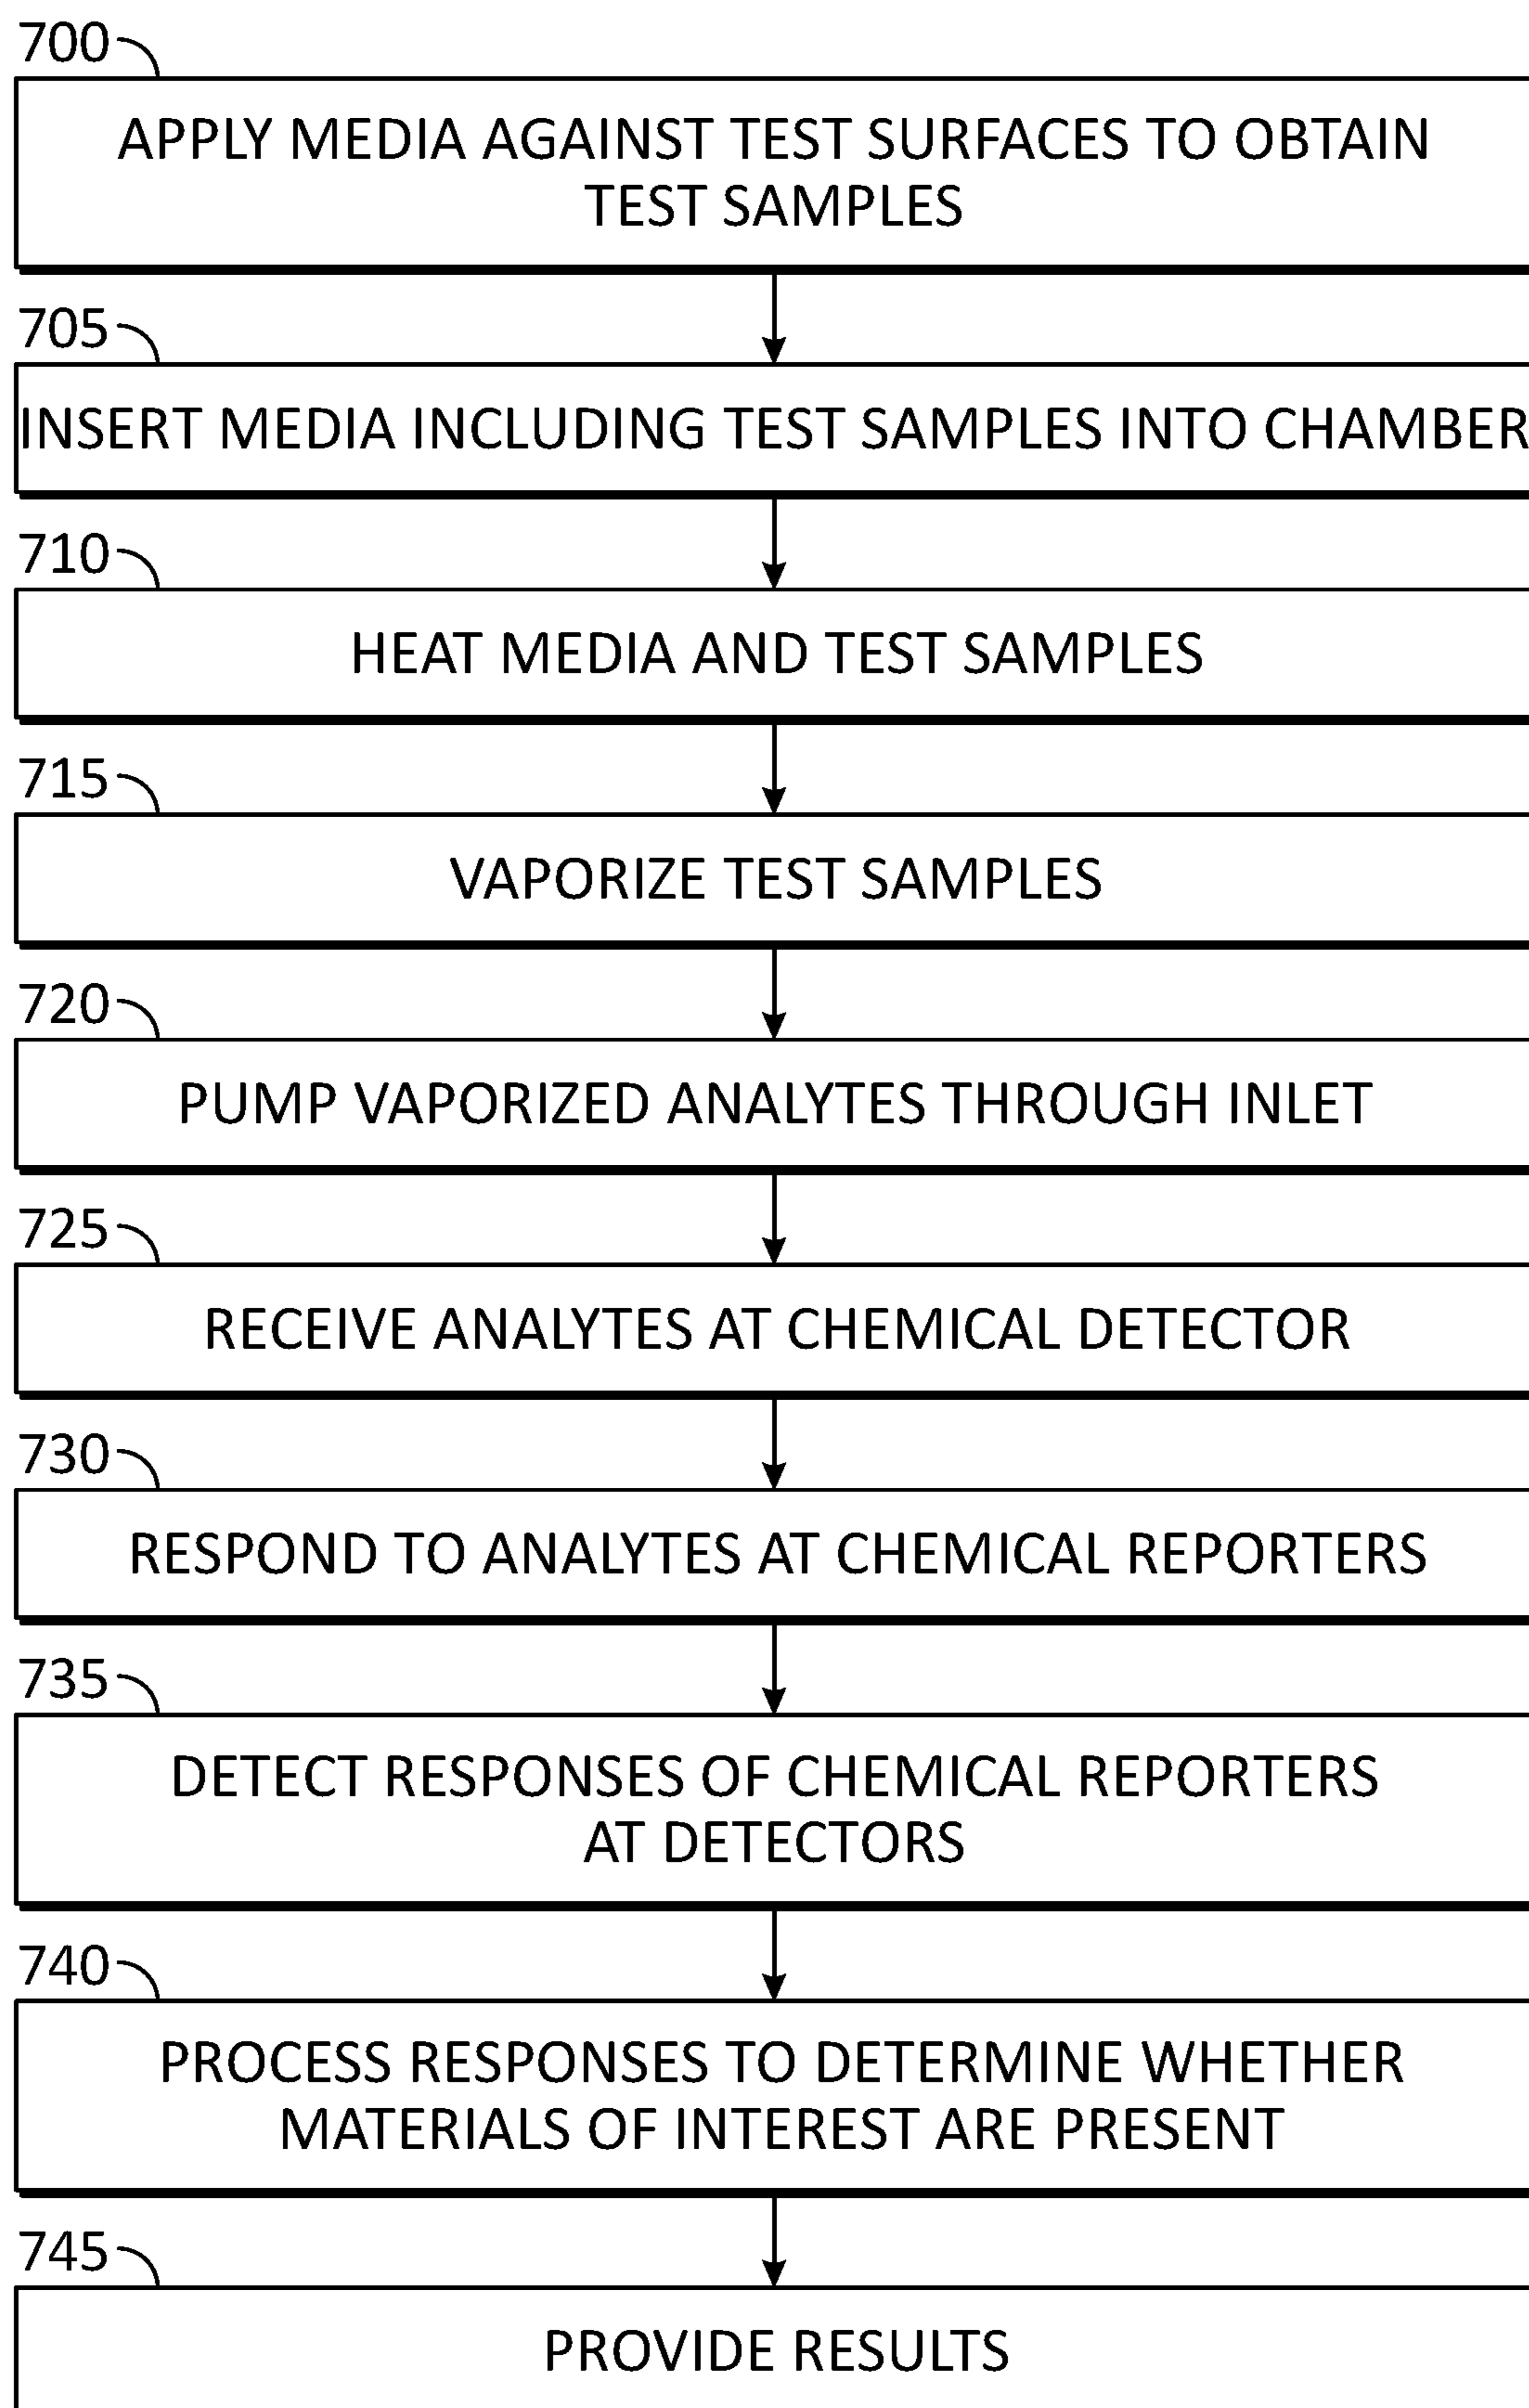 700
APPLY MEDIA AGAINST TEST SURFACES TO OBTAIN
TEST SAMPLES
705
INSERT MEDIA INCLUDING TEST SAMPLES INTO CHAMBER
710
HEAT MEDIA AND TEST SAMPLES
715
VAPORIZE TEST SAMPLES
720
PUMP VAPORIZED ANALYTES THROUGH INLET
725
RECEIVE ANALYTES AT CHEMICAL DETECTOR
730
RESPOND TO ANALYTES AT CHEMICAL REPORTERS
735
DETECT RESPONSES OF CHEMICAL REPORTERS
AT DETECTORS
740
PROCESS RESPONSES TO DETERMINE WHETHER
MATERIALS OF INTEREST ARE PRESENT
745
PROVIDE RESULTS